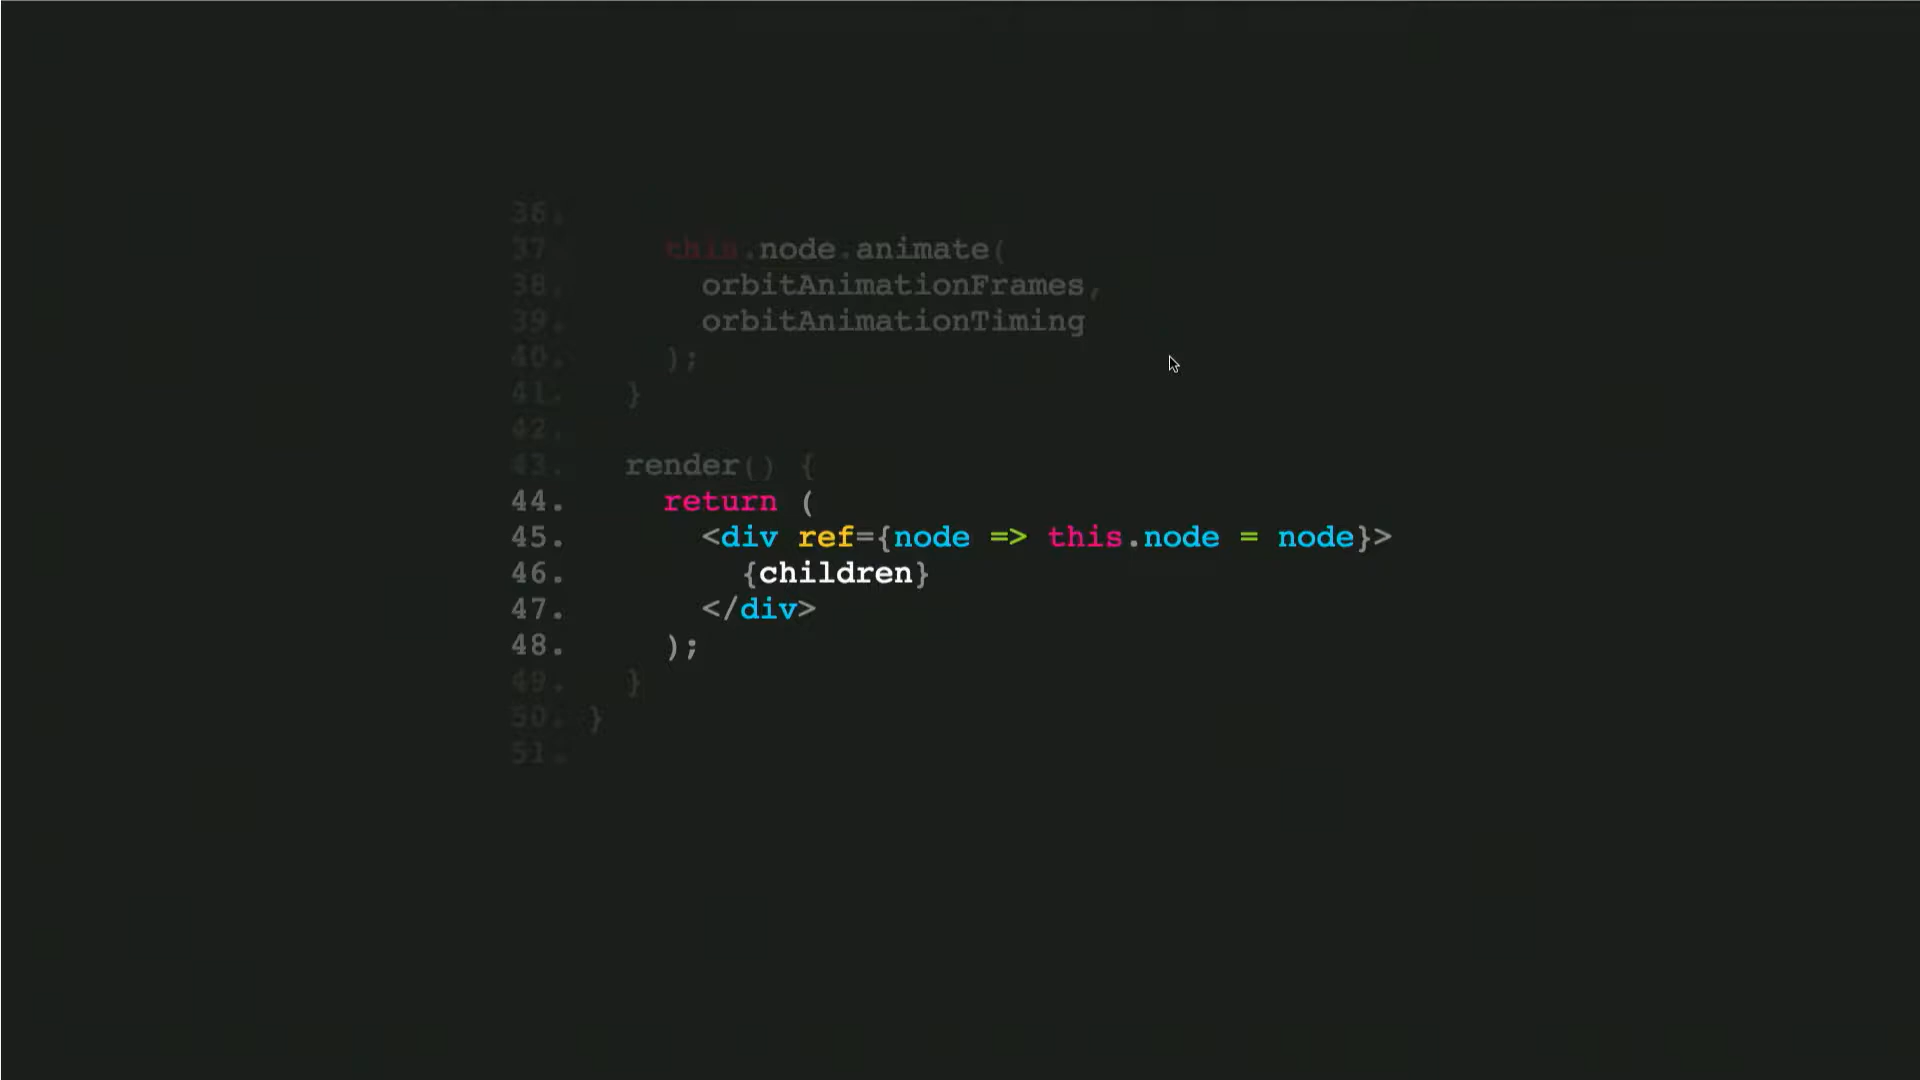 36.
37.     this.node.animate(
38.       orbitAnimationFrames,
39.       orbitAnimationTiming
40.     );
41.   }
42.
43.   render() {
44.     return (
45.       <div ref={node => this.node = node}>
46.         {children}
47.       </div>
48.     );
49.   }
50. }
51.